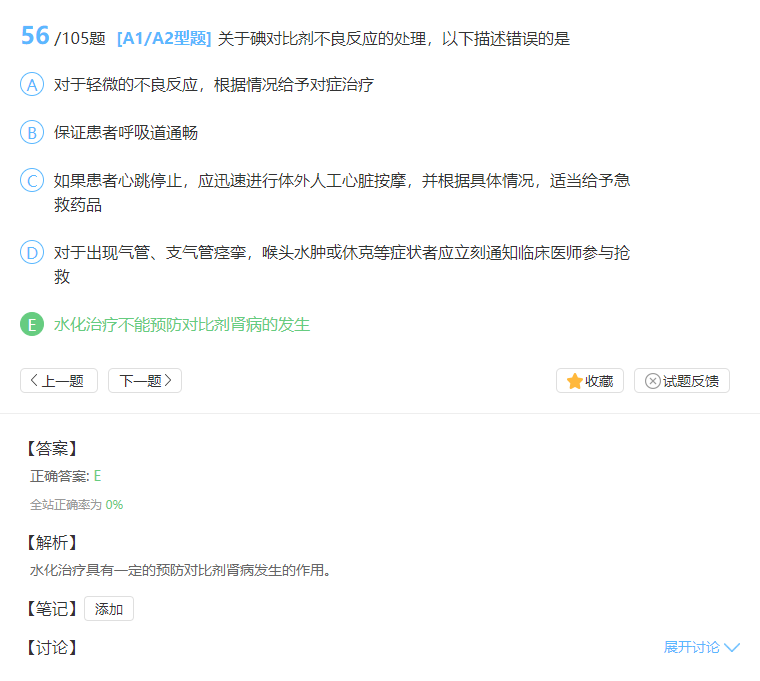 56 /105题 [A1/A2型题] 关于碘对比剂不良反应的处理，以下描述错误的是
A 对于轻微的不良反应，根据情况给予对症治疗
B 保证患者呼吸道通畅
C 如果患者心跳停止，应迅速进行体外人工心脏按摩，并根据具体情况，适当给予急
救药品
D 对于出现气管、支气管痉挛，喉头水肿或休克等症状者应立刻通知临床医师参与抢
救
E 水化治疗不能预防对比剂肾病的发生
上一题 下一题 收藏 试题反馈
【答案】
正确答案: E
全站正确率为 0%
【解析】
水化治疗具有一定的预防对比剂肾病发生的作用。
【笔记】 添加
【讨论】 展开讨论